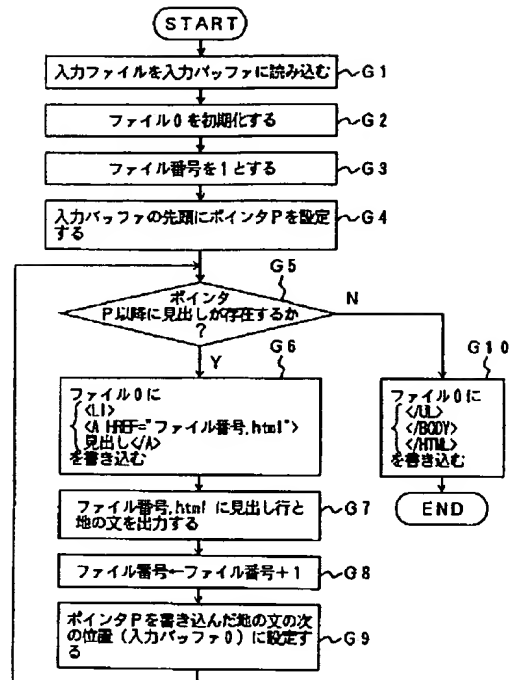 START
入力ファイルを入力バッファに読み込む
G1
ファイル0を初期化する
G2
ファイル番号を1とする
G3
入力バッファの先頭にポインタPを設定
する
G4
G5
ポインタ
P以降に見出しが存在するか
?
N
Y
G6
ファイル0に
<LI>
<A HREF="ファイル番号.html">
見出し</A>
を書き込む
G10
ファイル0に
</UL>
</BODY>
</HTML>
を書き込む
END
ファイル番号.htmlに見出し行と
地の文を出力する
G7
ファイル番号←ファイル番号+1
G8
ポインタPを書き込んだ地の文の次
の位置(入力バッファ0)に設定す
る
G9